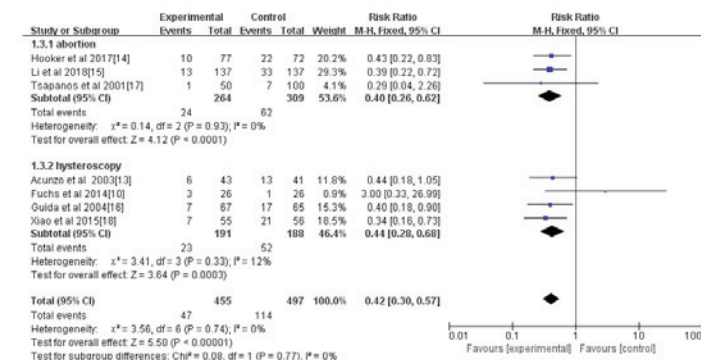 Experimental Control Risk Ratio Risk Ratio
Study or Subgroup Events Total Events Total Weight M-H, Fixed, 95% CI M-H, Fixed, 95% CI
1.3.1 abortion
Hooker et al 2017[14] 10 77 22 72 20.2% 0.43 [0.22, 0.83]
Li et al 2018[15] 13 137 33 137 29.3% 0.39 [0.22, 0.72]
Tsapanos et al 2001[17] 1 50 7 100 4.1% 0.29 [0.04, 2.26]
Subtotal (95% CI) 264 309 53.6% 0.40 [0.26, 0.62]
Total events 24 62
Heterogeneity: x² = 0.14, df = 2 (P = 0.93); I² = 0%
Test for overall effect: Z = 4.12 (P < 0.0001)
1.3.2 hysteroscopy
Acunzo et al 2003[13] 6 43 13 41 11.8% 0.44 [0.18, 1.05]
Fuchs et al 2014[10] 3 26 1 26 0.9% 3.00 [0.33, 26.99]
Guida et al 2004[16] 7 67 17 65 15.3% 0.40 [0.18, 0.90]
Xiao et al 2015[18] 7 55 21 56 18.5% 0.34 [0.16, 0.73]
Subtotal (95% CI) 191 188 46.4% 0.44 [0.28, 0.68]
Total events 23 52
Heterogeneity: x² = 3.41, df = 3 (P = 0.33); I² = 12%
Test for overall effect: Z = 3.64 (P = 0.0003)
Total (95% CI) 455 497 100.0% 0.42 [0.30, 0.57]
Total events 47 114
Heterogeneity: x² = 3.56, df = 6 (P = 0.74); I² = 0%
Test for overall effect: Z = 5.50 (P < 0.00001)
Test for subgroup differences: Chi² = 0.08, df = 1 (P = 0.77), I² = 0%
0.01 0.1 1 10 100
Favours [experimental] Favours [control]